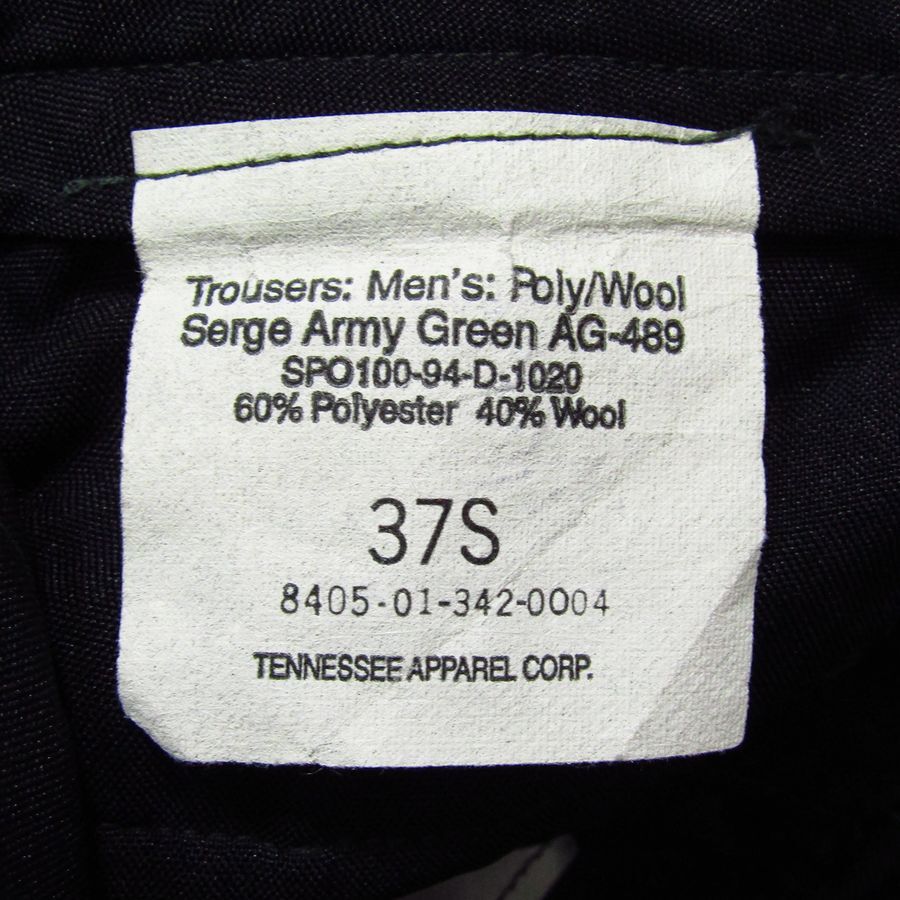 Trousers: Men's: Poly/Wool
Serge Army Green AG-489
SPO100-94-D-1020
60% Polyester 40% Wool
37S
8405-01-342-0004
TENNESSEE APPAREL CORP.